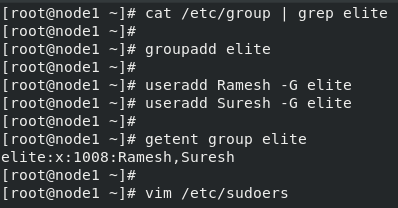 [root@node1 ~]# cat /etc/group | grep elite
[root@node1 ~]#
[root@node1 ~]# groupadd elite
[root@node1 ~]#
[root@node1 ~]# useradd Ramesh -G elite
[root@node1 ~]# useradd Suresh -G elite
[root@node1 ~]#
[root@node1 ~]# getent group elite
elite:x:1008:Ramesh,Suresh
[root@node1 ~]#
[root@node1 ~]# vim /etc/sudoers